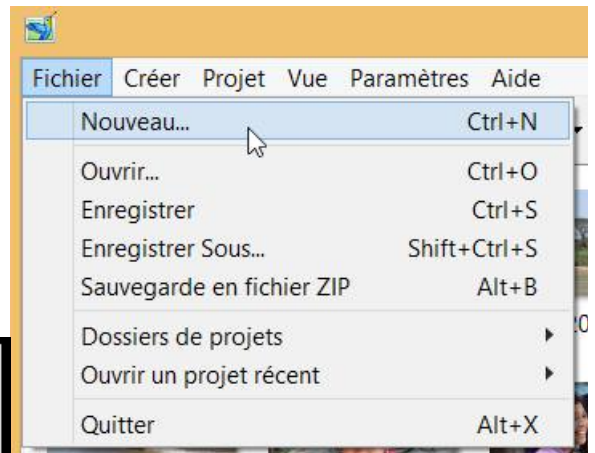 Fichier Créer Projet Vue Paramètres Aide
Nouveau... Ctrl+N
Ouvrir... Ctrl+O
Enregistrer Ctrl+S
Enregistrer Sous... Shift+Ctrl+S
Sauvegarde en fichier ZIP Alt+B
Dossiers de projets
Ouvrir un projet récent
Quitter Alt+X